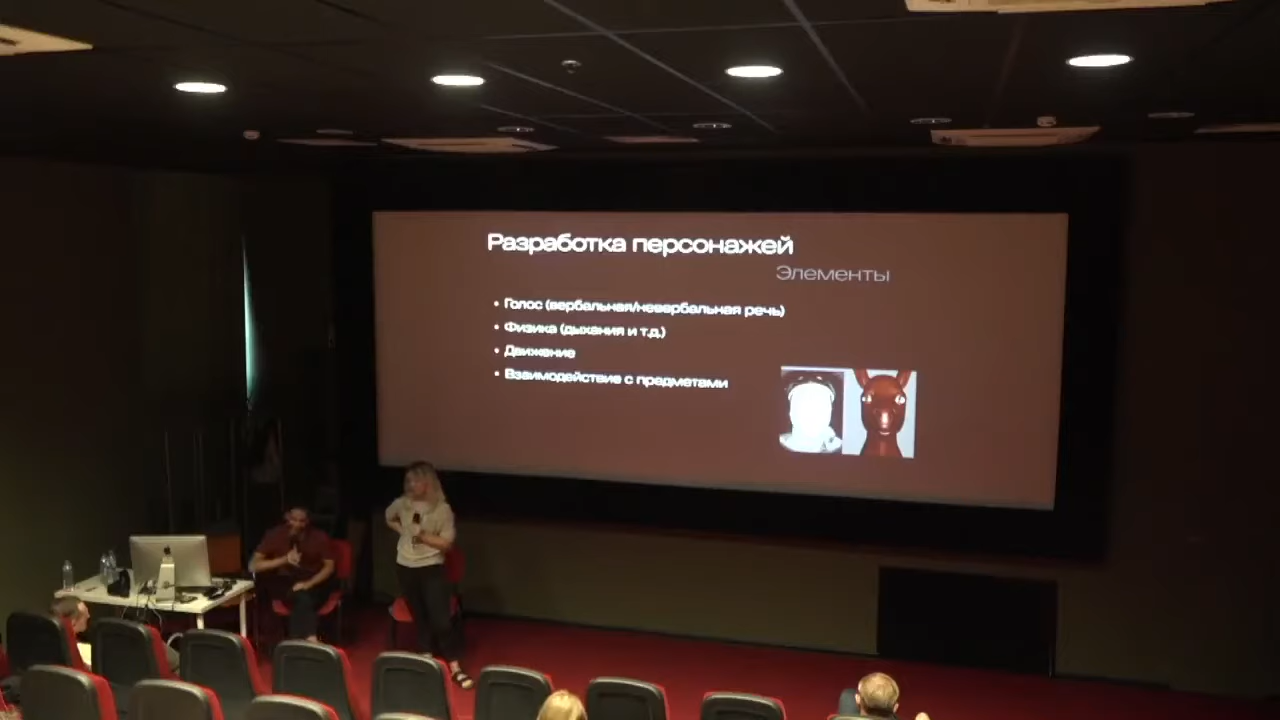 Разработка персонажей
Элементы
• Голос (вербальная/невербальная речь)
• Физика (дыхания и т.д.)
• Движение
• Взаимодействие с предметами